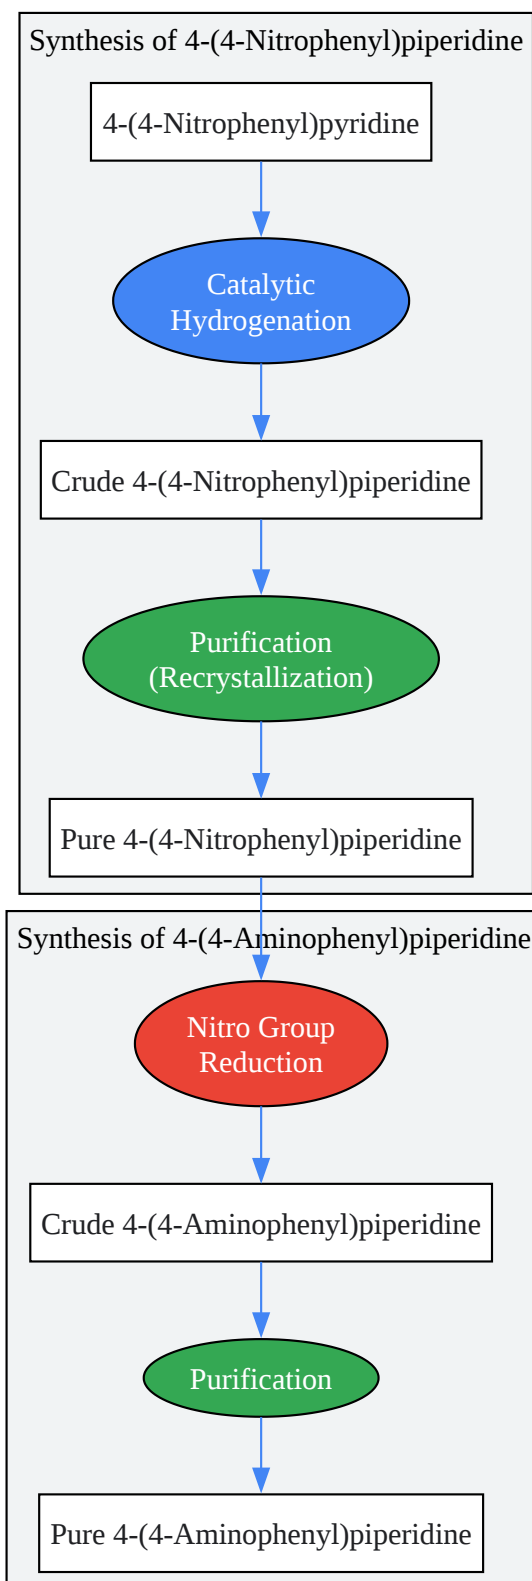 Synthesis of 4-(4-Nitrophenyl)piperidine
4-(4-Nitrophenyl)pyridine
Catalytic
Hydrogenation
Crude 4-(4-Nitrophenyl)piperidine
Purification
(Recrystallization)
Pure 4-(4-Nitrophenyl)piperidine
Synthesis of 4-(4-Aminophenyl)piperidine
Nitro Group
Reduction
Crude 4-(4-Aminophenyl)piperidine
Purification
Pure 4-(4-Aminophenyl)piperidine